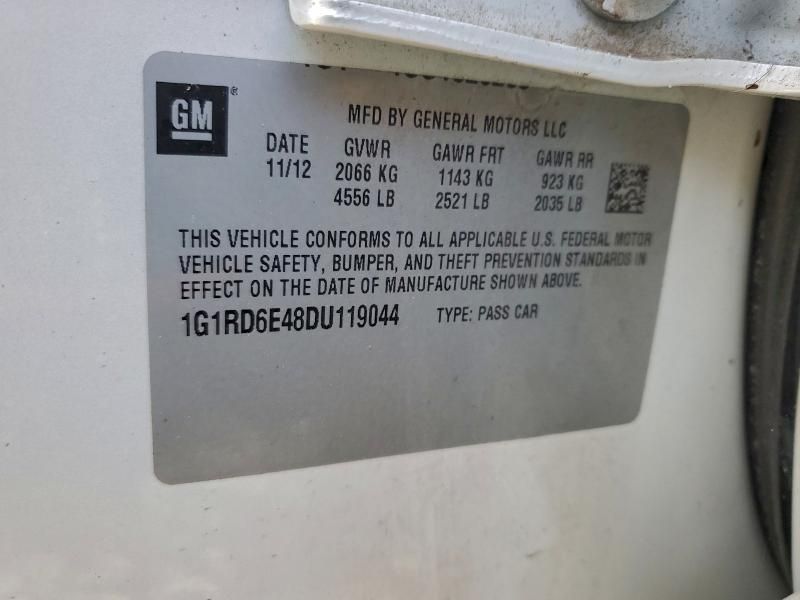 GM
MFD BY GENERAL MOTORS LLC
DATE GVWR GAWR FRT GAWR RR
11/12 2066 KG 1143 KG 923 KG
4556 LB 2521 LB 2035 LB
THIS VEHICLE CONFORMS TO ALL APPLICABLE U.S. FEDERAL MOTOR
VEHICLE SAFETY, BUMPER, AND THEFT PREVENTION STANDARDS IN
EFFECT ON THE DATE OF MANUFACTURE SHOWN ABOVE.
1G1RD6E48DU119044 TYPE: PASS CAR